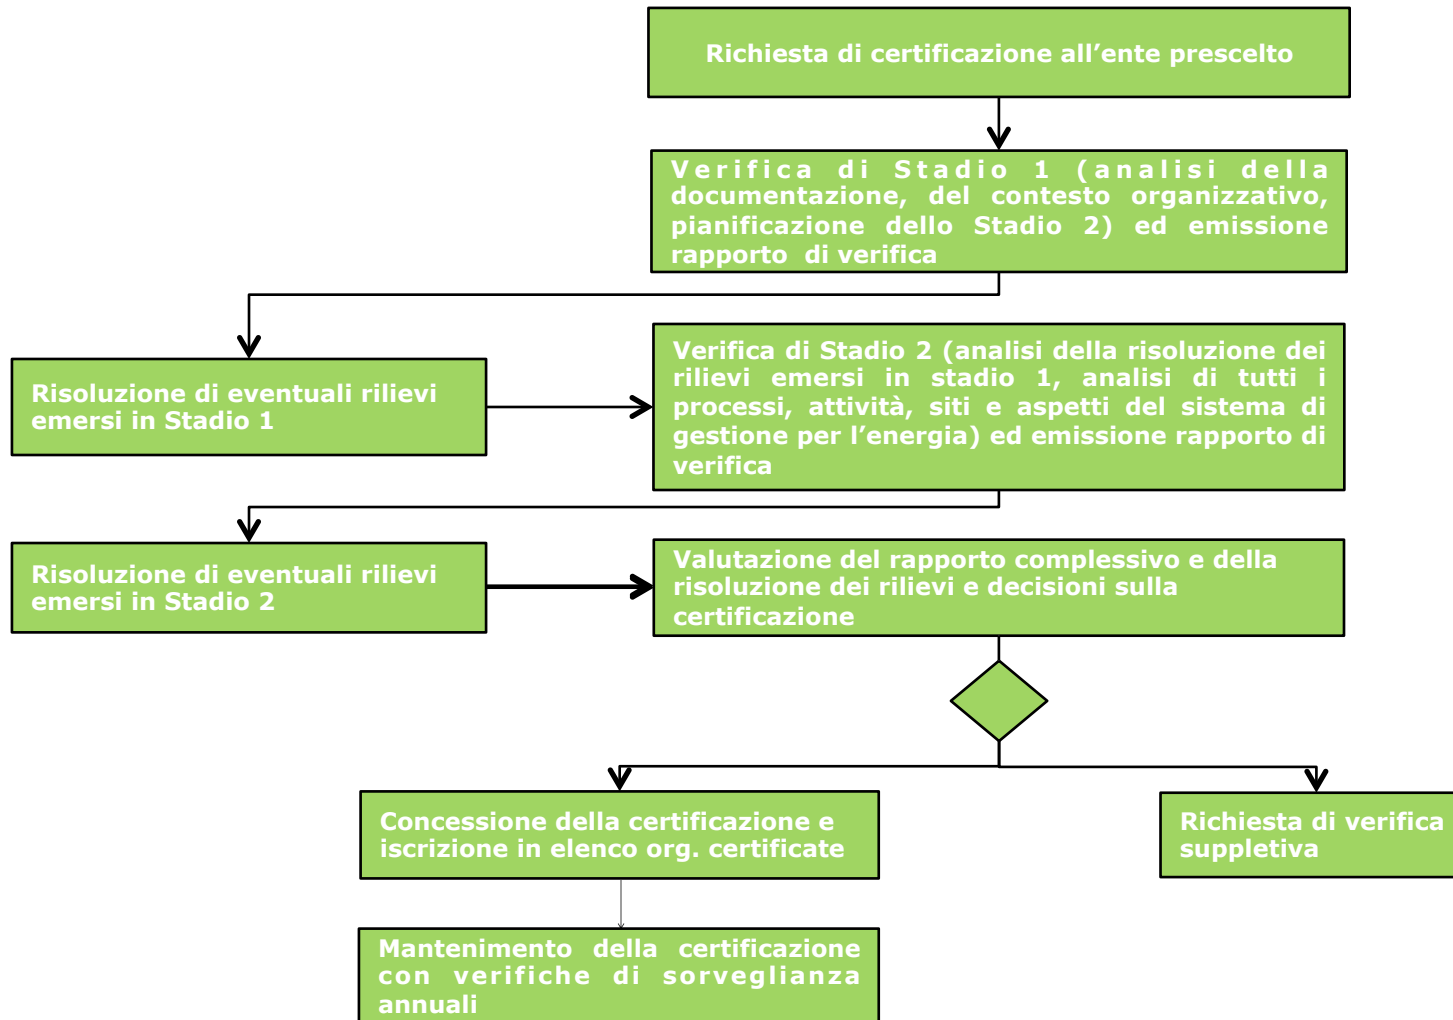 Richiesta di certificazione all’ente prescelto
Verifica di Stadio 1 (analisi della
documentazione, del contesto organizzativo,
pianificazione dello Stadio 2) ed emissione
rapporto di verifica
Risoluzione di eventuali rilievi
emersi in Stadio 1
Verifica di Stadio 2 (analisi della risoluzione dei
rilievi emersi in stadio 1, analisi di tutti i
processi, attività, siti e aspetti del sistema di
gestione per l’energia) ed emissione rapporto di
verifica
Risoluzione di eventuali rilievi
emersi in Stadio 2
Valutazione del rapporto complessivo e della
risoluzione dei rilievi e decisioni sulla
certificazione
Concessione della certificazione e
iscrizione in elenco org. certificate
Richiesta di verifica
suppletiva
Mantenimento della certificazione
con verifiche di sorveglianza
annuali